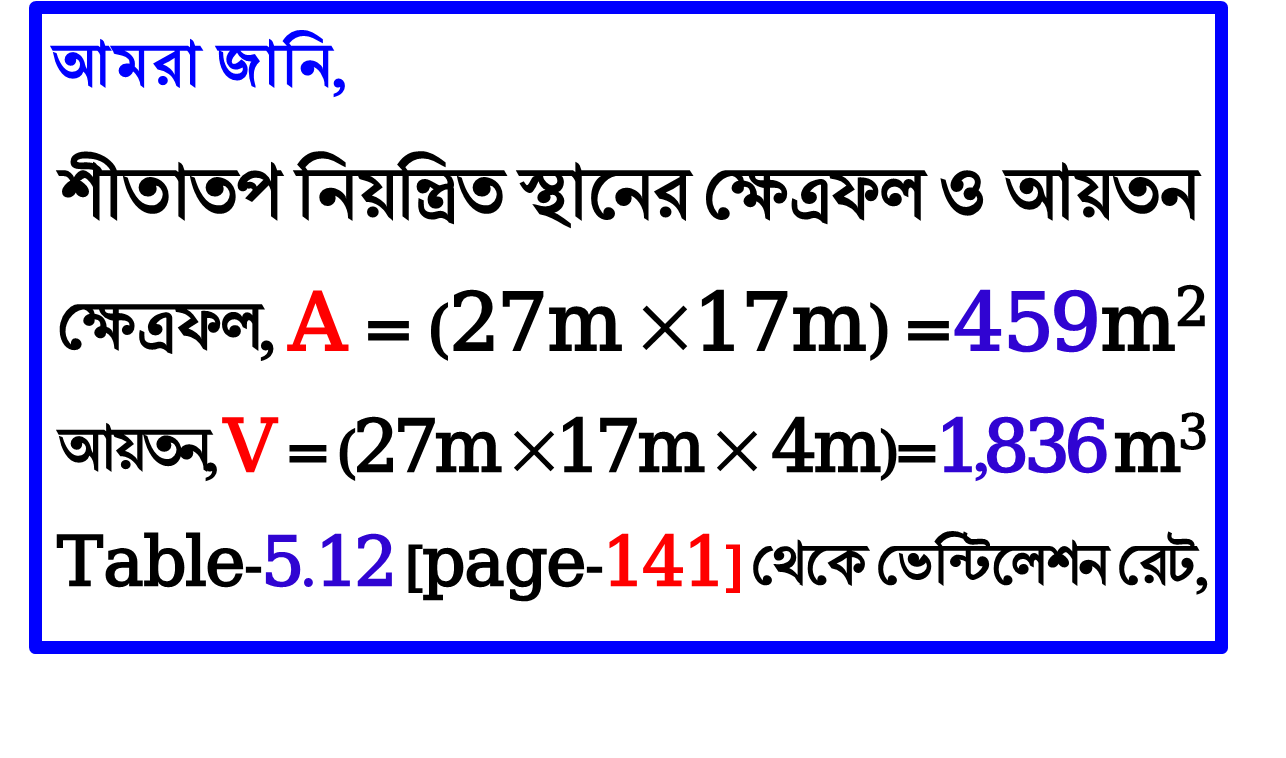 আমরা জানি,
শীতাতপ নিয়ন্ত্রিত স্থানের ক্ষেত্রফল ও আয়তন
ক্ষেত্রফল, A = (27m ×17m) =459m²
আয়তন, V = (27m ×17m × 4m)=1,836 m³
Table-5.12 [page-141] থেকে ভেন্টিলেশন রেট,